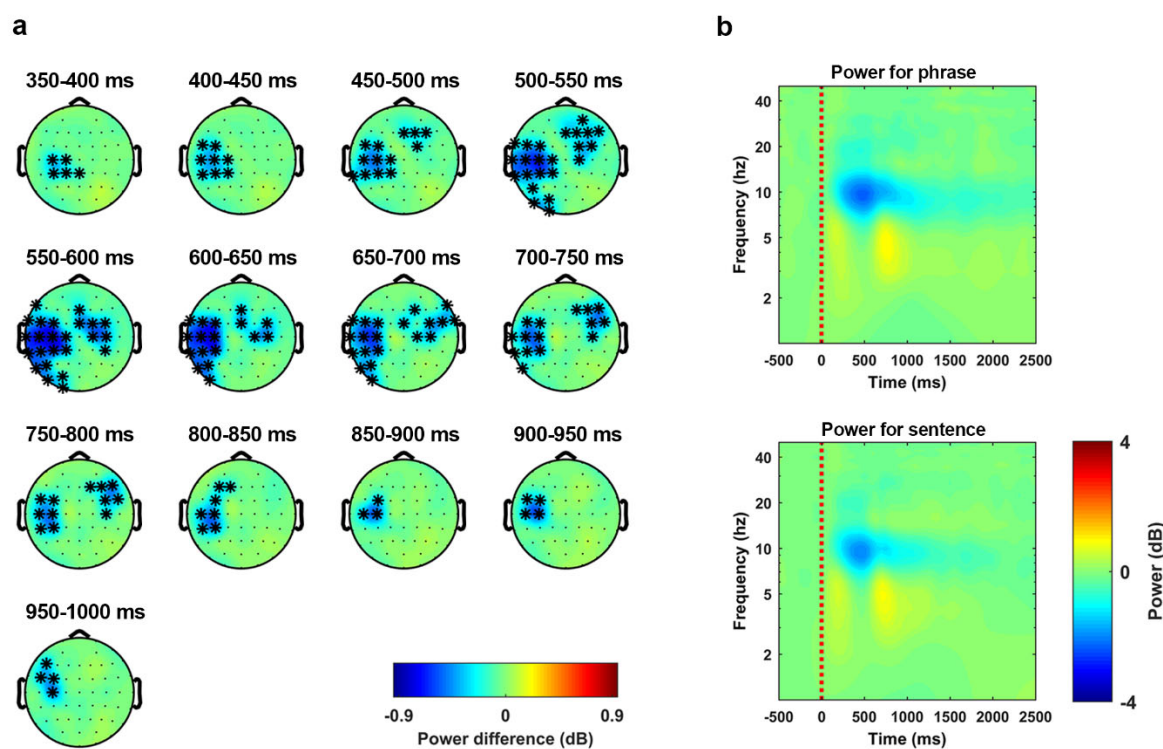 a
350-400 ms 400-450 ms 450-500 ms 500-550 ms
550-600 ms 600-650 ms 650-700 ms 700-750 ms
750-800 ms 800-850 ms 850-900 ms 900-950 ms
950-1000 ms
-0.9 0 0.9
Power difference (dB)
b
Power for phrase
40
20
10
5
2
Frequency (hz)
-500 0 500 1000 1500 2000 2500
Time (ms)
Power for sentence
40
20
10
5
2
Frequency (hz)
-500 0 500 1000 1500 2000 2500
Time (ms)
4
0
-4
Power (dB)